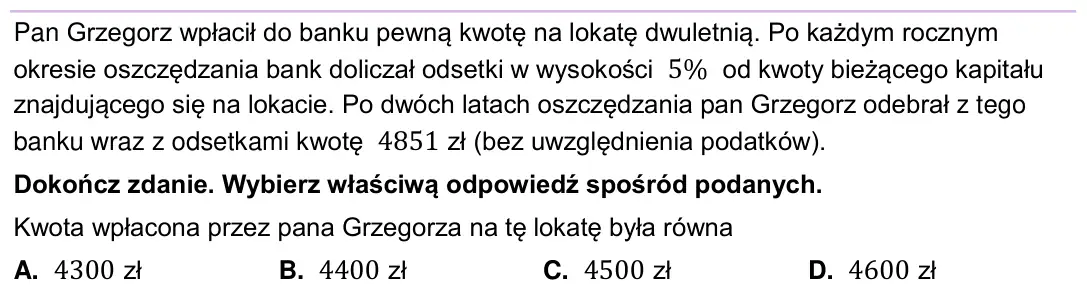 Pan Grzegorz wpłacił do banku pewną kwotę na lokatę dwuletnią. Po każdym rocznym
okresie oszczędzania bank doliczał odsetki w wysokości 5% od kwoty bieżącego kapitału
znajdującego się na lokacie. Po dwóch latach oszczędzania pan Grzegorz odebrał z tego
banku wraz z odsetkami kwotę 4851 zł (bez uwzględnienia podatków).
Dokończ zdanie. Wybierz właściwą odpowiedź spośród podanych.
Kwota wpłacona przez pana Grzegorza na tę lokatę była równa
A. 4300 zł B. 4400 zł C. 4500 zł D. 4600 zł